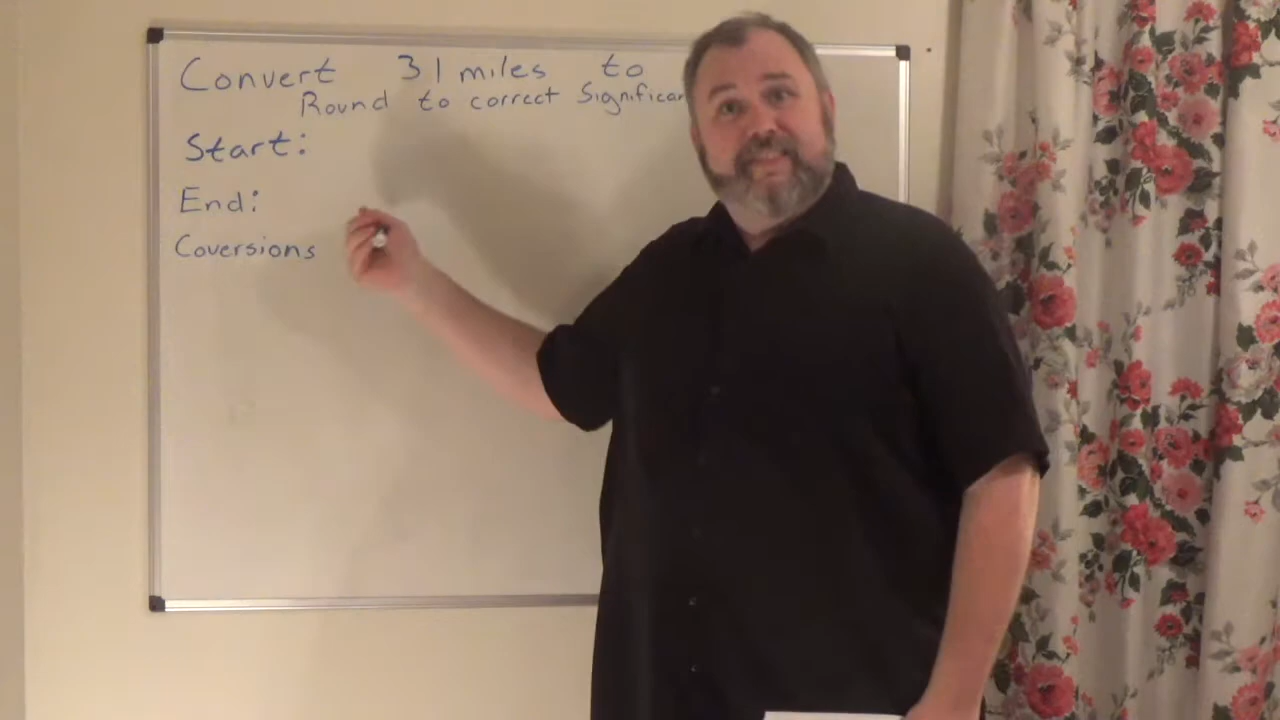 Convert 31 miles to
Round to correct
Start:
End:
Coversions